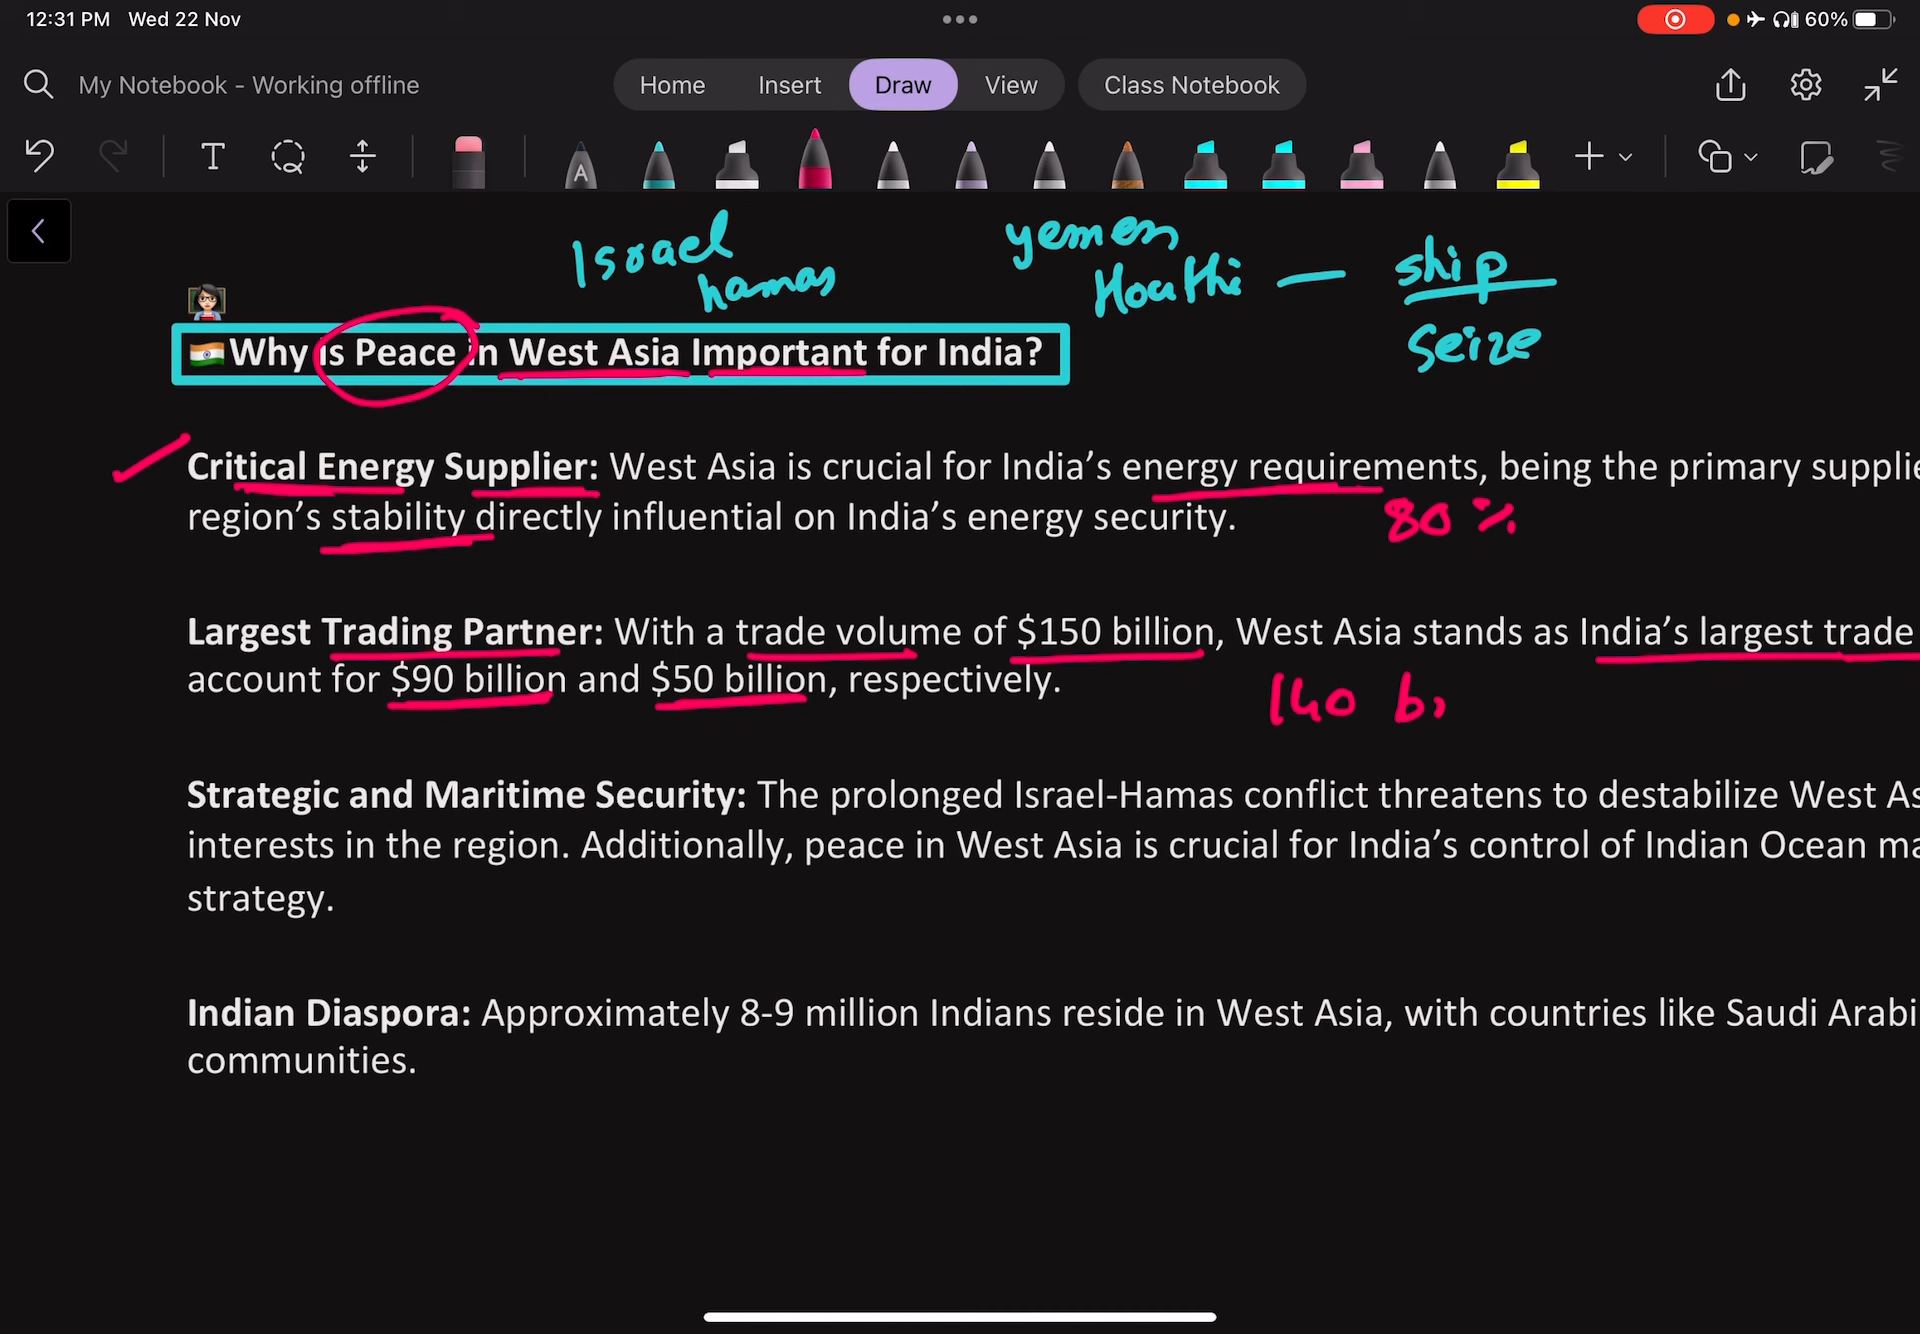 12:31 PM Wed 22 Nov
60%
My Notebook - Working offline
Home Insert Draw View Class Notebook
T
A
Israel
hamas
yemen
Houthi — ship
seize
Why is Peace in West Asia Important for India?
Critical Energy Supplier: West Asia is crucial for India’s energy requirements, being the primary supplie
region’s stability directly influential on India’s energy security.
80 %
Largest Trading Partner: With a trade volume of $150 billion, West Asia stands as India’s largest trade
account for $90 billion and $50 billion, respectively.
140 b
Strategic and Maritime Security: The prolonged Israel-Hamas conflict threatens to destabilize West As
interests in the region. Additionally, peace in West Asia is crucial for India’s control of Indian Ocean ma
strategy.
Indian Diaspora: Approximately 8-9 million Indians reside in West Asia, with countries like Saudi Arabi
communities.